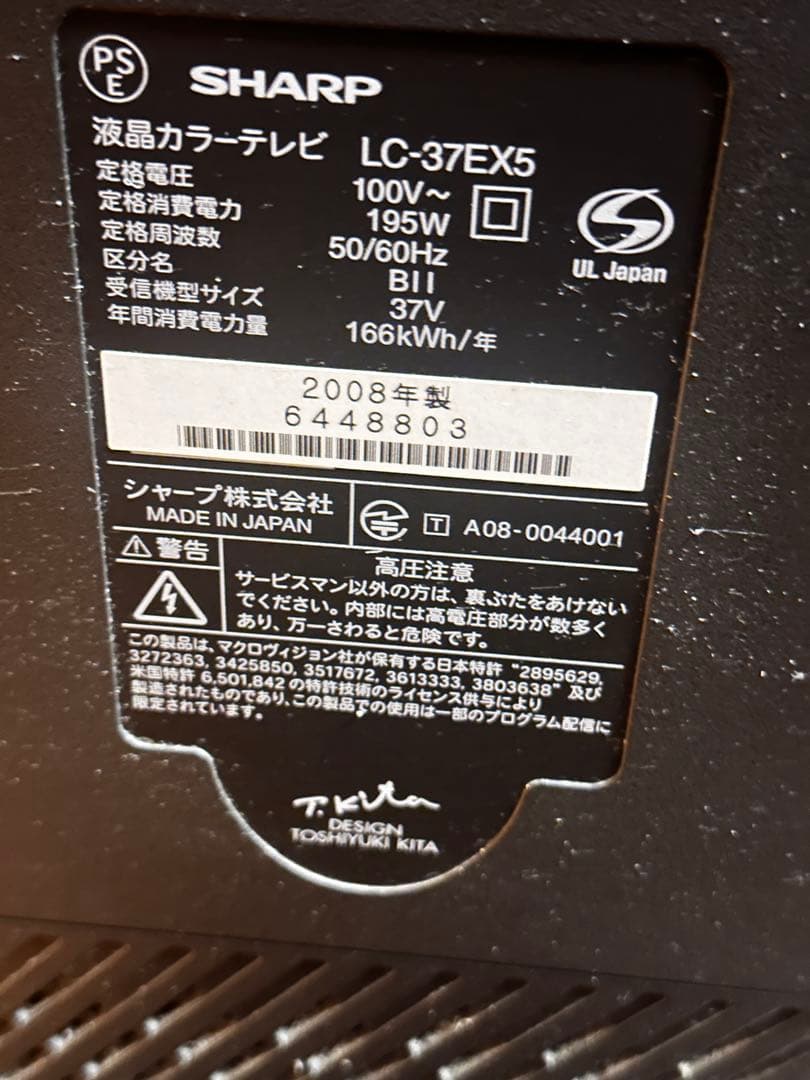 PS
E
SHARP
液晶カラーテレビ LC-37EX5
定格電圧 100V～
定格消費電力 195W
定格周波数 50/60Hz
区分名 BII
受信機型サイズ 37V
年間消費電力量 166kWh/年
UL Japan
2008年製
6448803
シャープ株式会社
MADE IN JAPAN
T A08-0044001
⚠警告
高圧注意
サービスマン以外の方は、裏ぶたをあけない
でください。内部には高電圧部分が数多く
あり、万一さわると危険です。
この製品は、マクロヴィジョン社が保有する日本特許 "2895629,
3272363, 3425850, 3517672, 3613333, 3803638" 及び
米国特許 6,501,842 の特許技術のライセンス供与により
製造されたものであり、この製品での使用は一部のプログラム配信に
限定されています。
T. Kita
DESIGN
TOSHIYUKI KITA